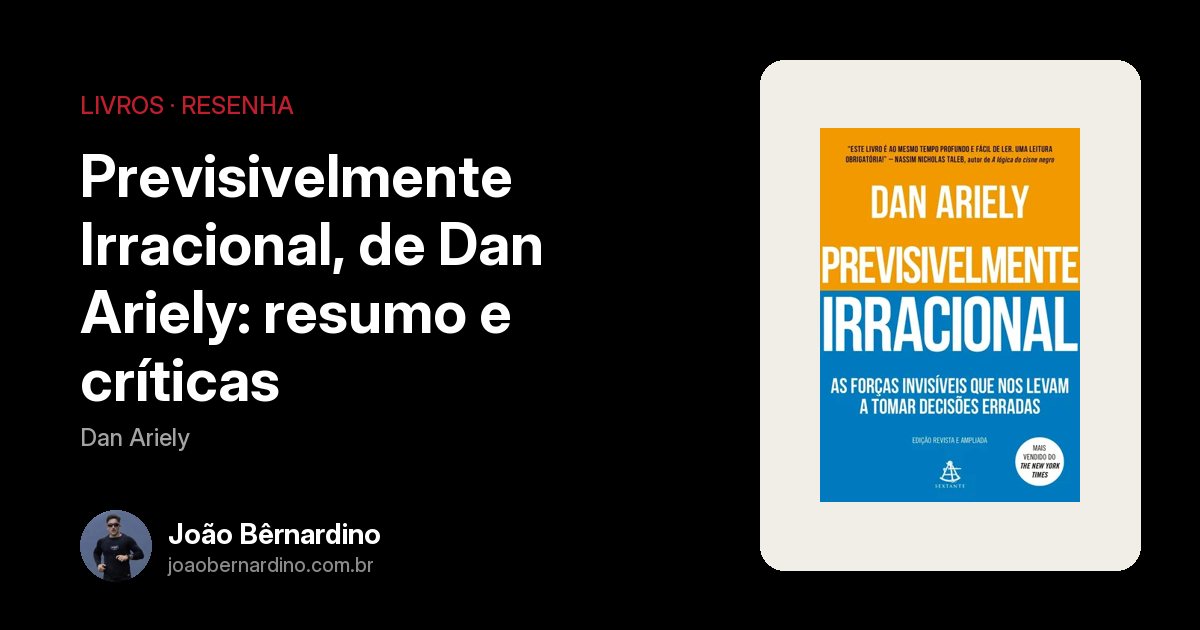 LIVROS · RESENHA
Previsivelmente
Irracional, de Dan
Ariely: resumo e
críticas
Dan Ariely
João Bêrnardino
joaobernardino.com.br
"ESTE LIVRO É AO MESMO TEMPO PROFUNDO E FÁCIL DE LER. UMA LEITURA
OBRIGATÓRIA!" – NASSIM NICHOLAS TALEB, autor de A lógica do cisne negro
DAN ARIELY
PREVISIVELMENTE
IRRACIONAL
AS FORÇAS INVISÍVEIS QUE NOS LEVAM
A TOMAR DECISÕES ERRADAS
EDIÇÃO REVISTA E AMPLIADA
SEXTANTE
MAIS
VENDIDO DO
THE NEW YORK
TIMES